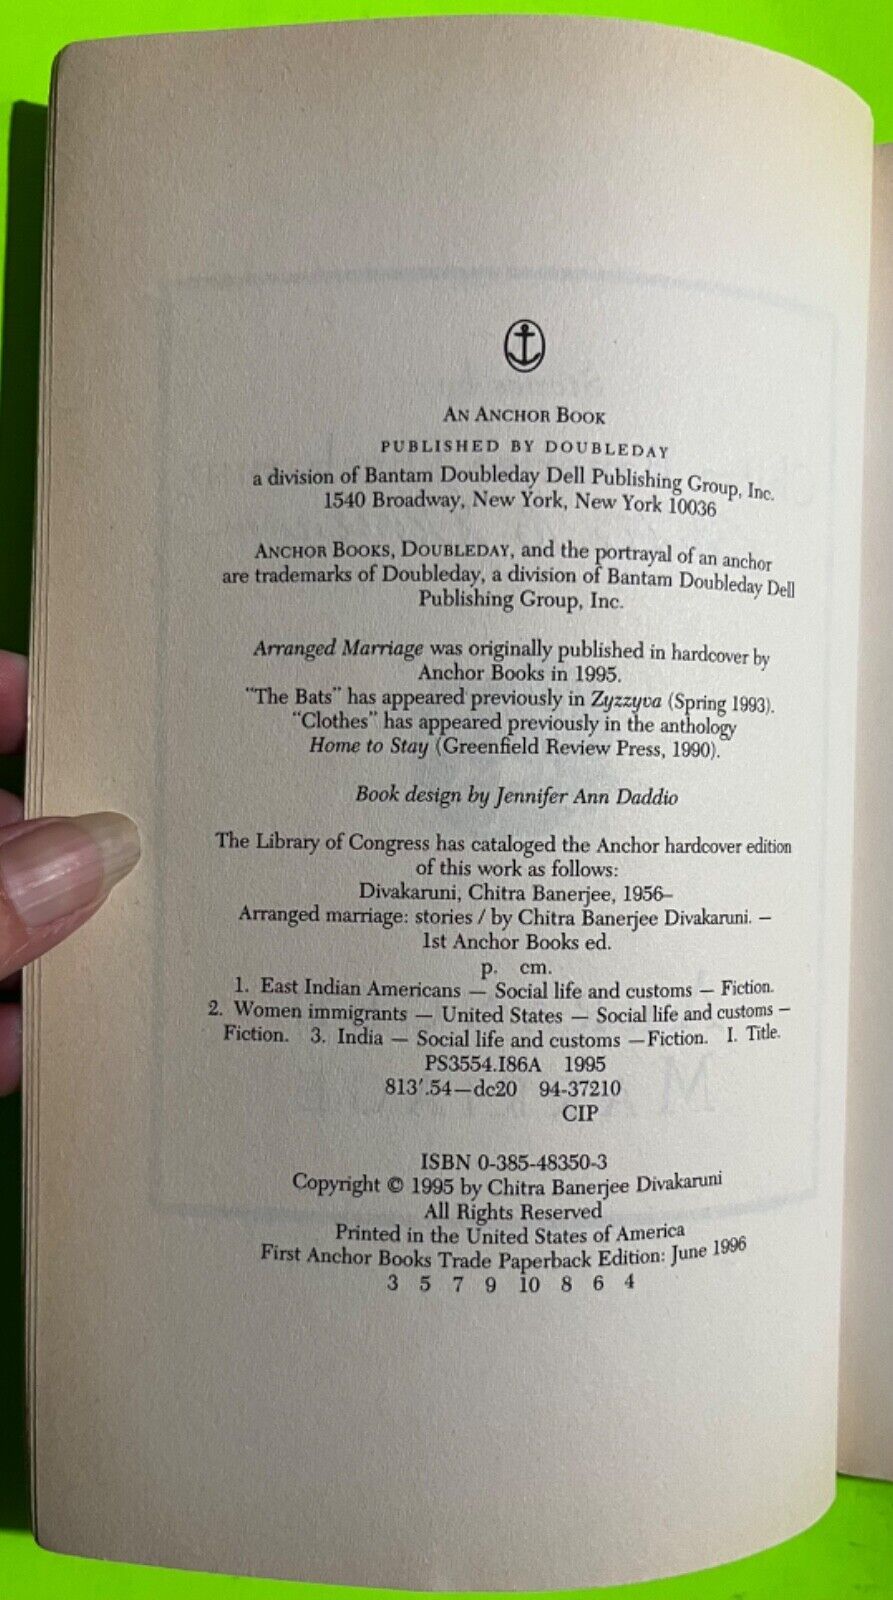 AN ANCHOR BOOK
PUBLISHED BY DOUBLEDAY
a division of Bantam Doubleday Dell Publishing Group, Inc.
1540 Broadway, New York, New York 10036
ANCHOR BOOKS, DOUBLEDAY, and the portrayal of an anchor
are trademarks of Doubleday, a division of Bantam Doubleday Dell
Publishing Group, Inc.
Arranged Marriage was originally published in hardcover by
Anchor Books in 1995.
"The Bats" has appeared previously in Zyzzyva (Spring 1993).
"Clothes" has appeared previously in the anthology
Home to Stay (Greenfield Review Press, 1990).
Book design by Jennifer Ann Daddio
The Library of Congress has cataloged the Anchor hardcover edition
of this work as follows:
Divakaruni, Chitra Banerjee, 1956–
Arranged marriage: stories / by Chitra Banerjee Divakaruni. —
1st Anchor Books ed.
p. cm.
1. East Indian Americans — Social life and customs — Fiction.
2. Women immigrants — United States — Social life and customs —
Fiction. 3. India — Social life and customs —Fiction. I. Title.
PS3554.I86A 1995
813'.54—dc20 94-37210
CIP
ISBN 0-385-48350-3
Copyright © 1995 by Chitra Banerjee Divakaruni
All Rights Reserved
Printed in the United States of America
First Anchor Books Trade Paperback Edition: June 1996
3 5 7 9 10 8 6 4